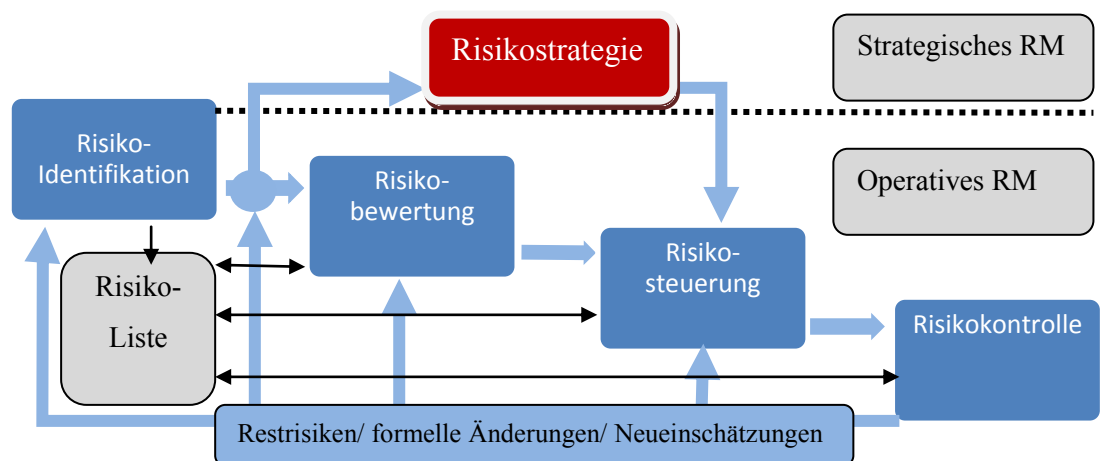 Risikostrategie
Strategisches RM
Risiko-
Identifikation
Risiko-
bewertung
Operatives RM
Risiko-
steuerung
Risiko-
Liste
Risikokontrolle
Restrisiken/ formelle Änderungen/ Neueinschätzungen